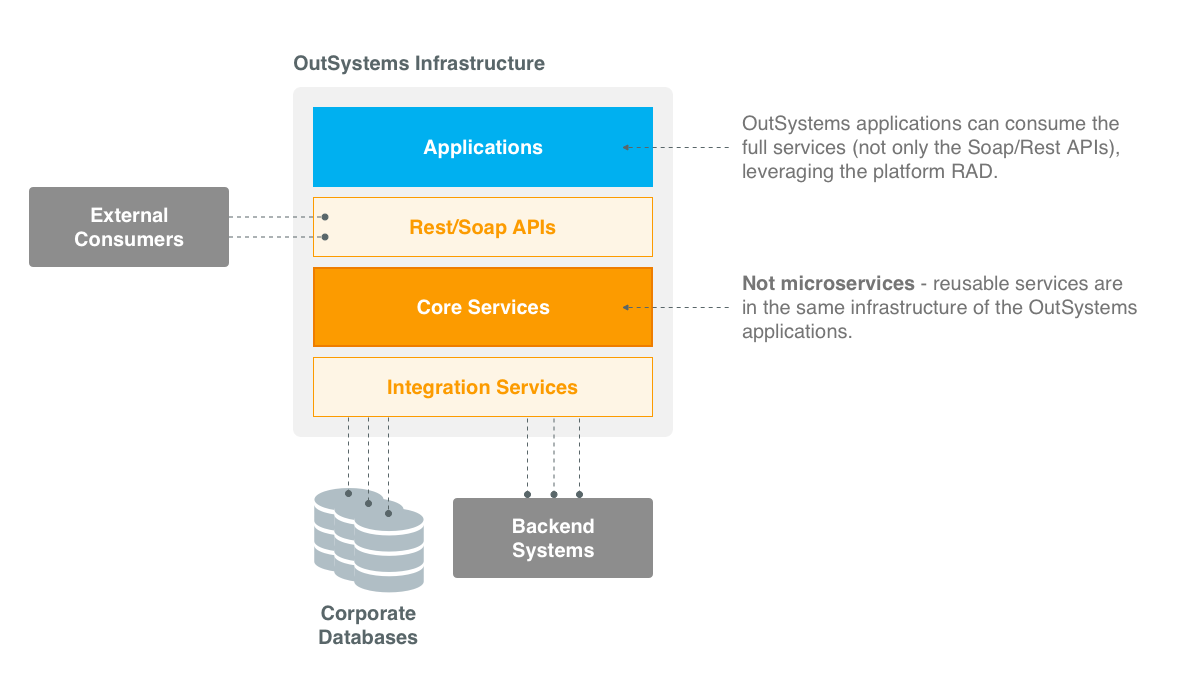 OutSystems Infrastructure
Applications
OutSystems applications can consume the
full services (not only the Soap/Rest APIs),
leveraging the platform RAD.
External
Consumers
Rest/Soap APIs
Core Services
Not microservices - reusable services are
in the same infrastructure of the OutSystems
applications.
Integration Services
Backend
Systems
Corporate
Databases